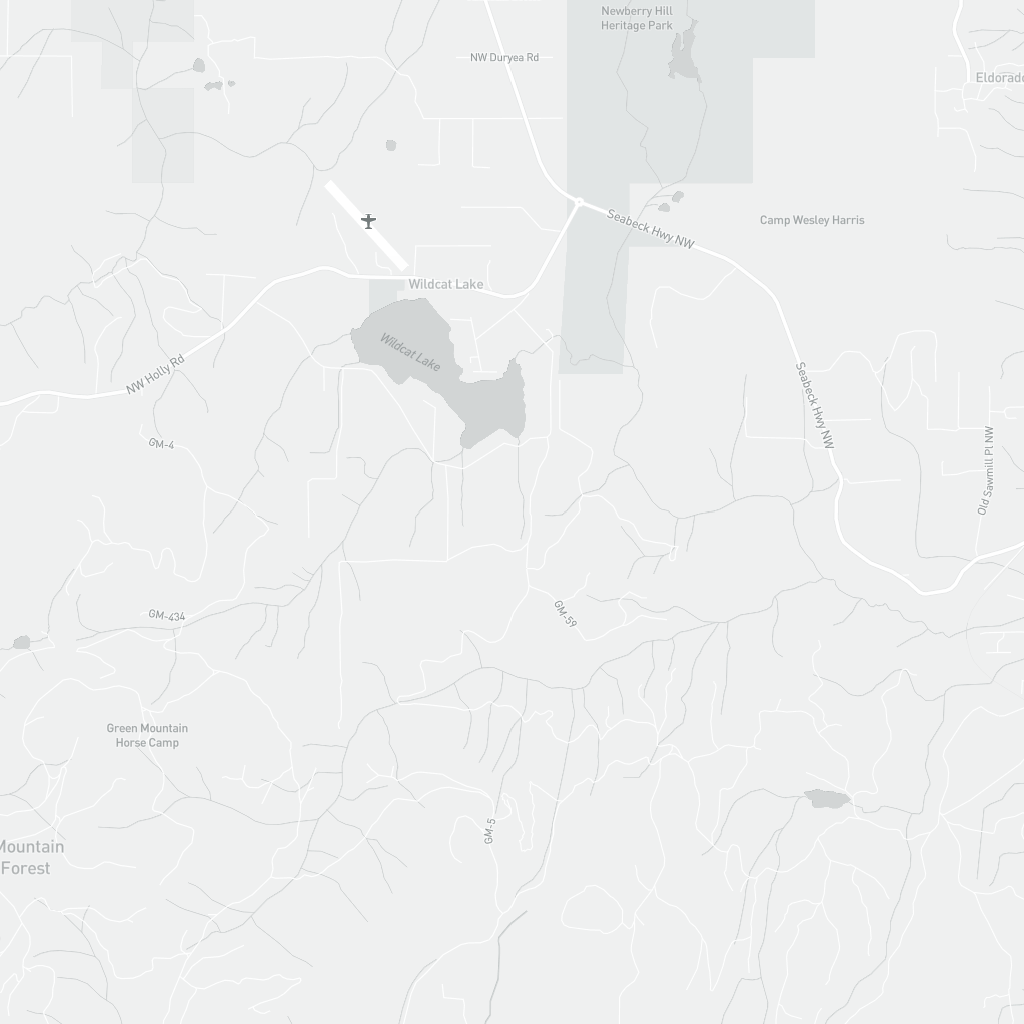 Newberry Hill
Heritage Park
NW Duryea Rd
Eldorado
Camp Wesley Harris
Seabeck Hwy NW
Wildcat Lake
Wildcat Lake
NW Holly Rd
Seabeck Hwy NW
GM-4
Old Sawmill Pl NW
GM-434
GM-59
Green Mountain
Horse Camp
GM-5
Mountain
Forest